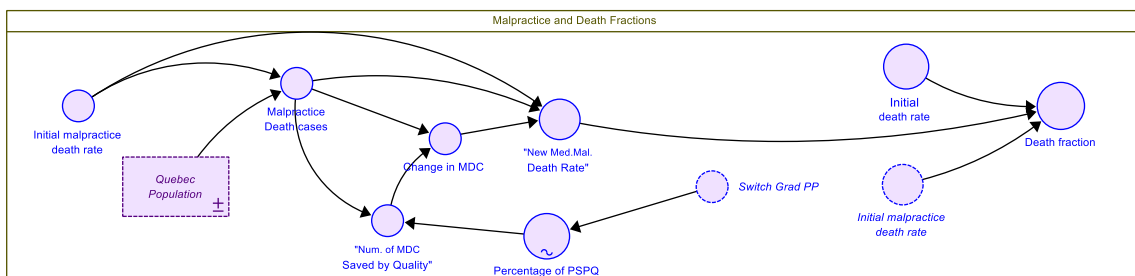 Malpractice and Death Fractions
Initial malpractice
death rate
Malpractice
Death cases
Quebec
Population
Change in MDC
"New Med.Mal.
Death Rate"
Initial
death rate
Death fraction
Switch Grad PP
Initial malpractice
death rate
"Num. of MDC
Saved by Quality"
Percentage of PSPQ